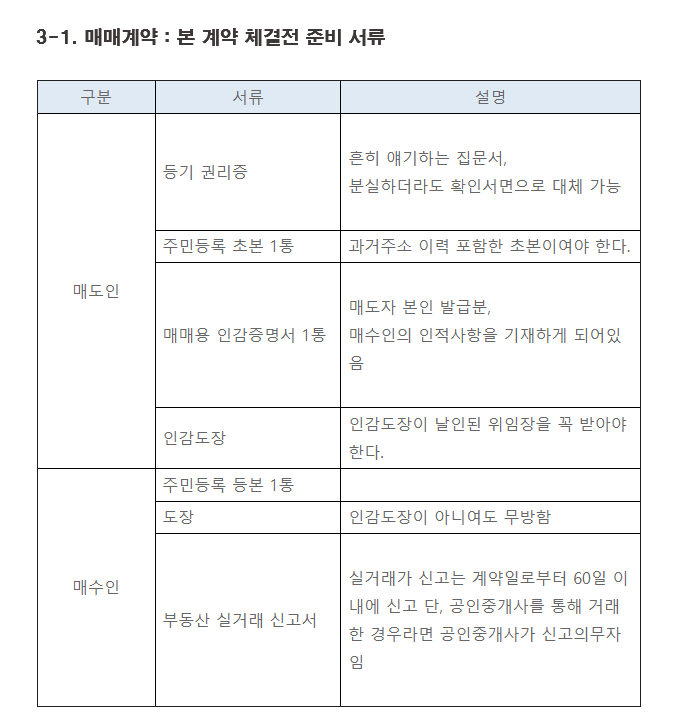 3-1. 매매계약 : 본 계약 체결전 준비 서류
구분
서류
설명
매도인
등기 권리증
흔히 얘기하는 집문서,
분실하더라도 확인서면으로 대체 가능
주민등록 초본 1통
과거주소 이력 포함한 초본이여야 한다.
매매용 인감증명서 1통
매도자 본인 발급분,
매수인의 인적사항을 기재하게 되어있
음
인감도장
인감도장이 날인된 위임장을 꼭 받아야
한다.
매수인
주민등록 등본 1통
도장
인감도장이 아니여도 무방함
부동산 실거래 신고서
실거래가 신고는 계약일로부터 60일 이
내에 신고 단, 공인중개사를 통해 거래
한 경우라면 공인중개사가 신고의무자
임